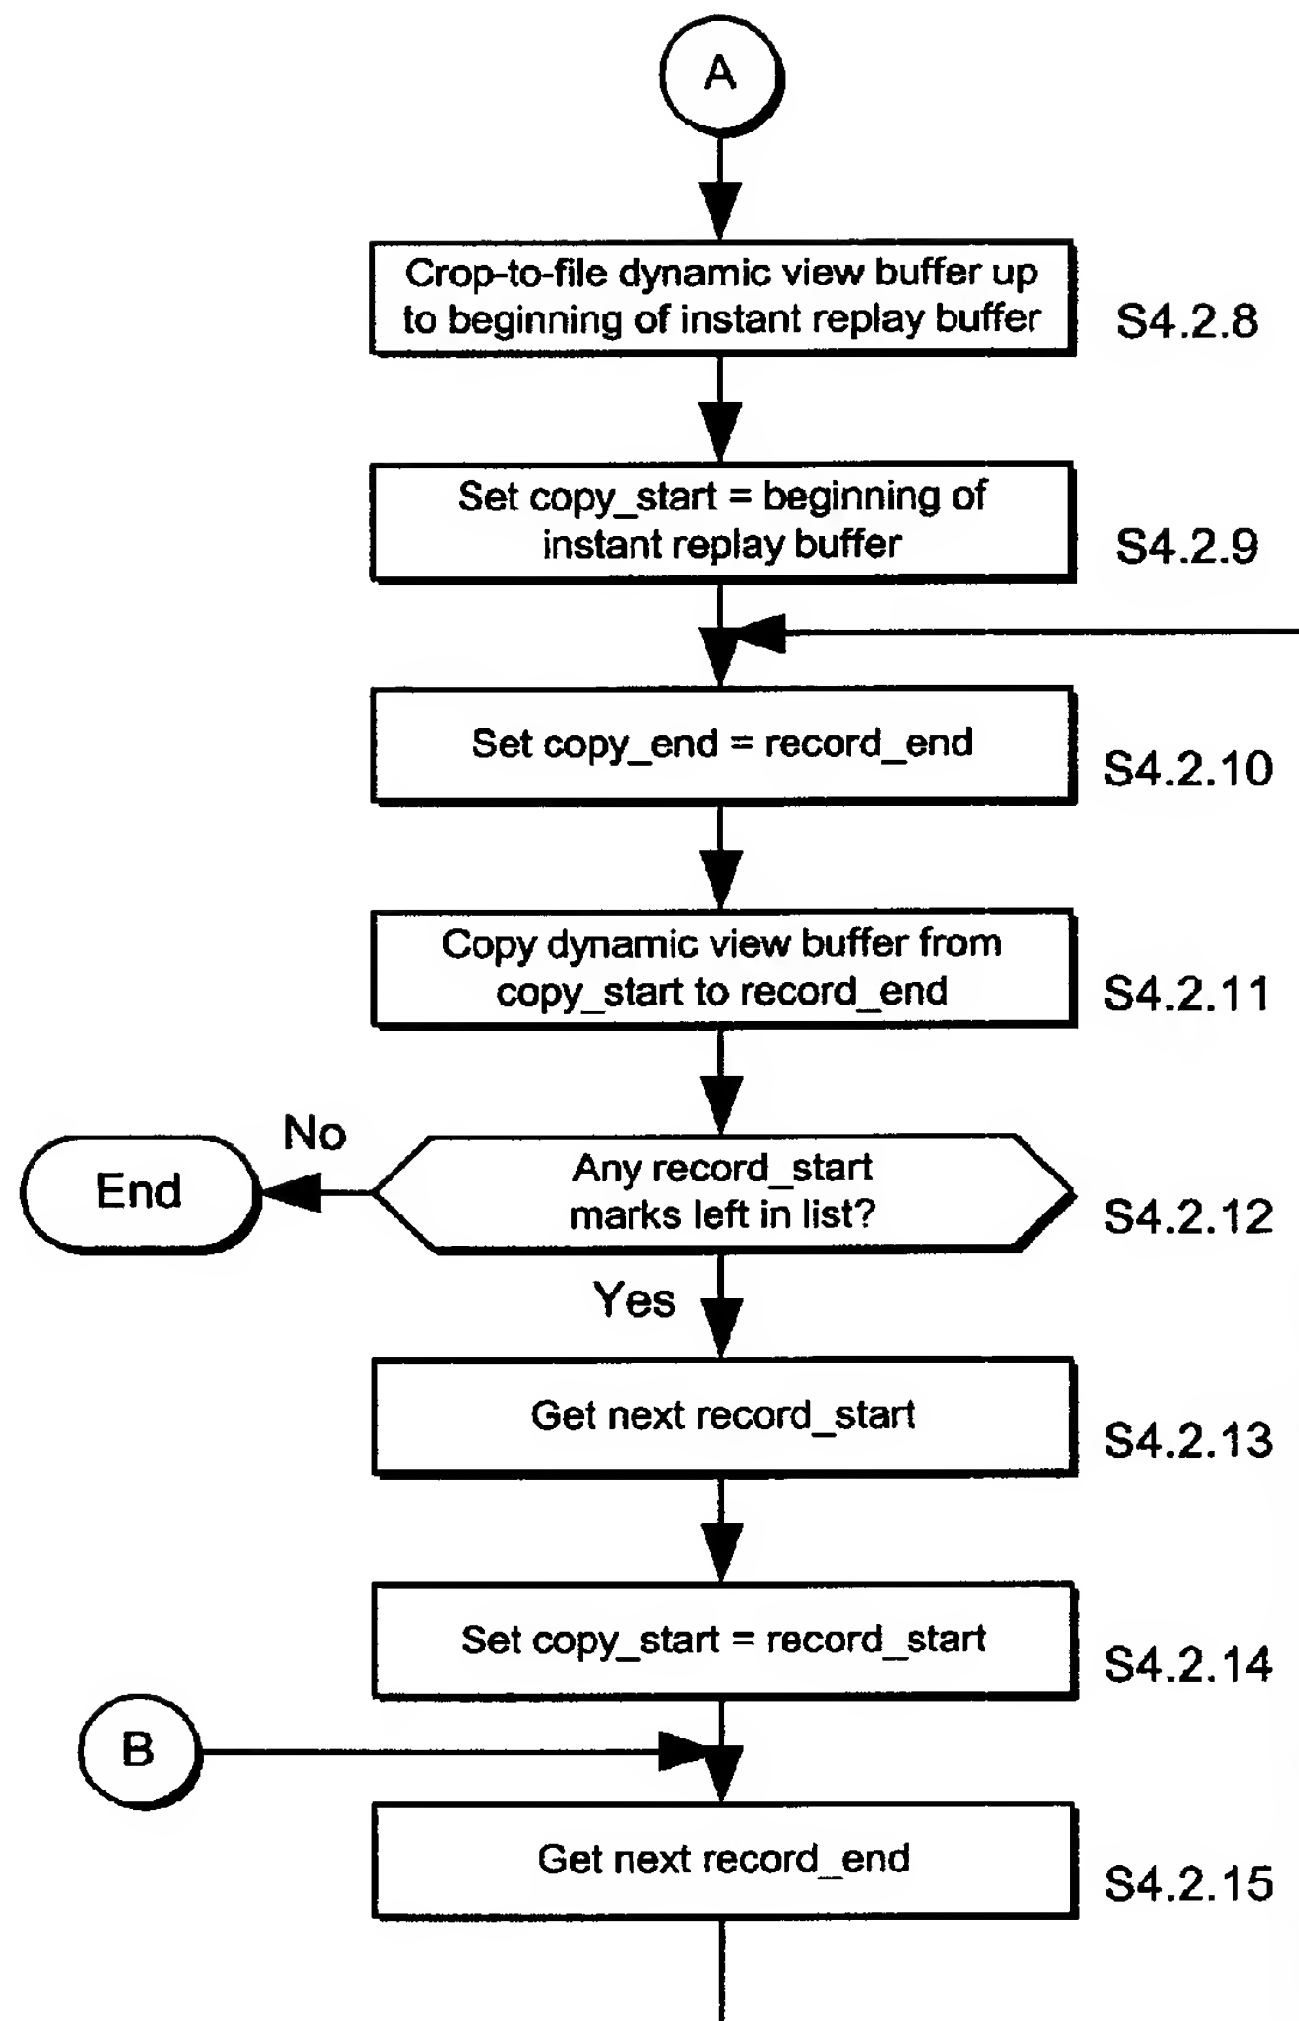 A
Crop-to-file dynamic view buffer up
to beginning of instant replay buffer
S4.2.8
Set copy_start = beginning of
instant replay buffer
S4.2.9
Set copy_end = record_end
S4.2.10
Copy dynamic view buffer from
copy_start to record_end
S4.2.11
No
End
Any record_start
marks left in list?
S4.2.12
Yes
Get next record_start
S4.2.13
Set copy_start = record_start
S4.2.14
B
Get next record_end
S4.2.15